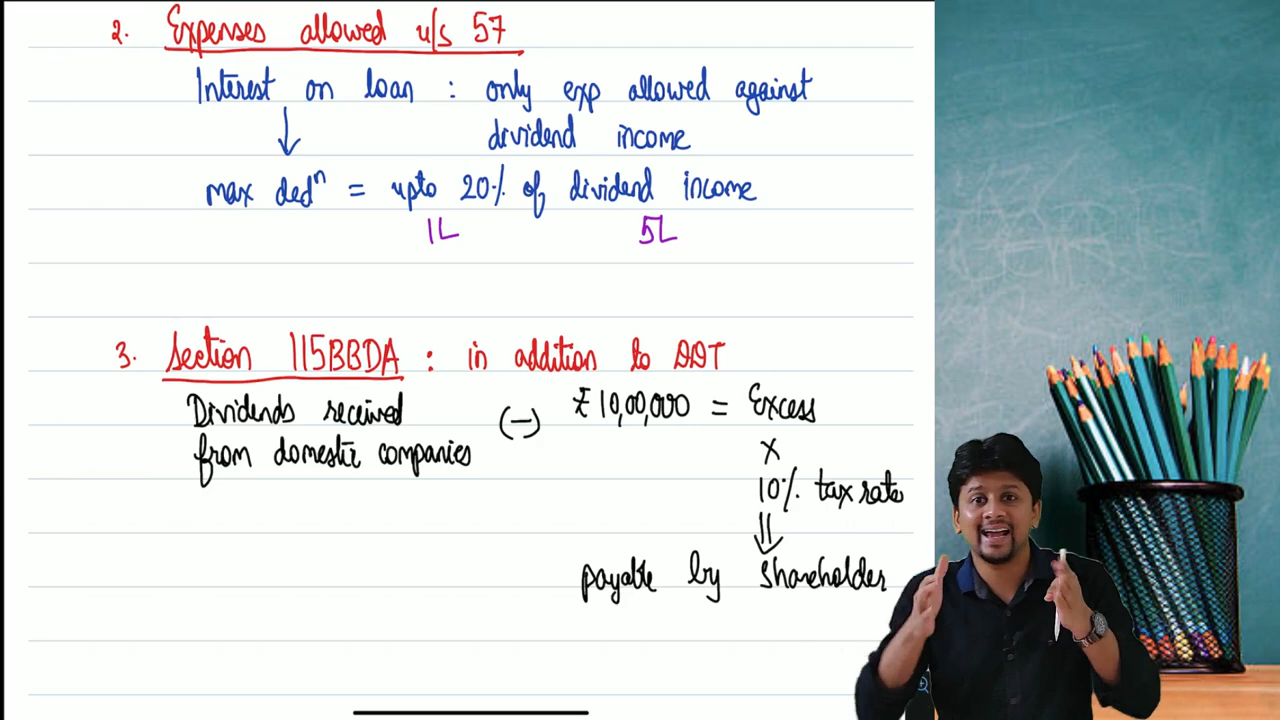 2. Expenses allowed u/s 57
Interest on loan : only exp allowed against
dividend income
max dedⁿ = upto 20% of dividend income
1L 5L
3. Section 115BBDA : in addition to DDT
Dividends received (-) ₹10,00,000 = Excess
from domestic companies x
10% tax rate
payable by shareholder